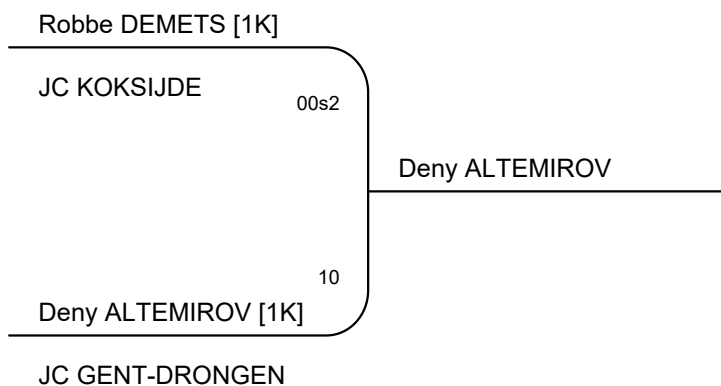 Robbe DEMETS [1K]
JC KOKSIJDE
00s2
Deny ALTEMIROV
10
Deny ALTEMIROV [1K]
JC GENT-DRONGEN